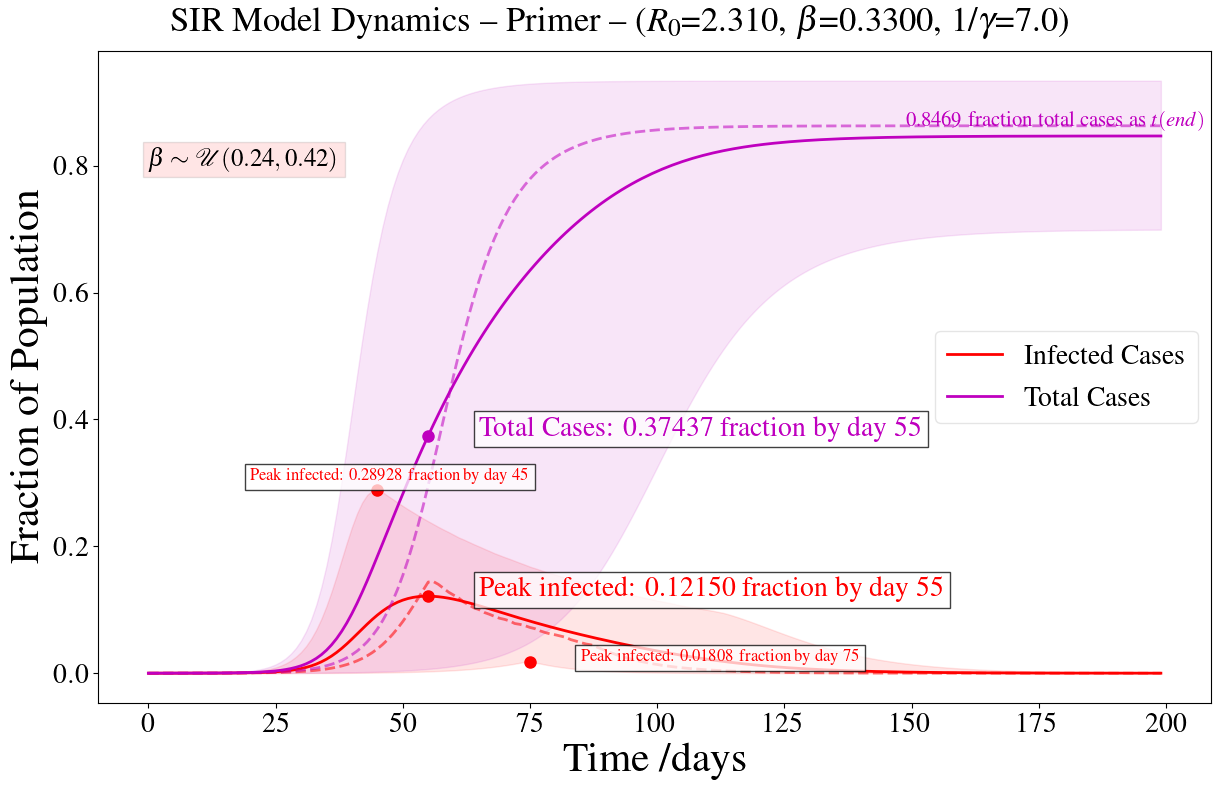 SIR Model Dynamics – Primer – (R₀=2.310, β=0.3300, 1/γ=7.0)
0.8469 fraction total cases as t(end)
β ∼ 𝒰 (0.24, 0.42)
Fraction of Population
0.8
0.6
0.4
0.2
0.0
Infected Cases
Total Cases
Total Cases: 0.37437 fraction by day 55
Peak infected: 0.28928 fraction by day 45
Peak infected: 0.12150 fraction by day 55
Peak infected: 0.01808 fraction by day 75
0 25 50 75 100 125 150 175 200
Time /days